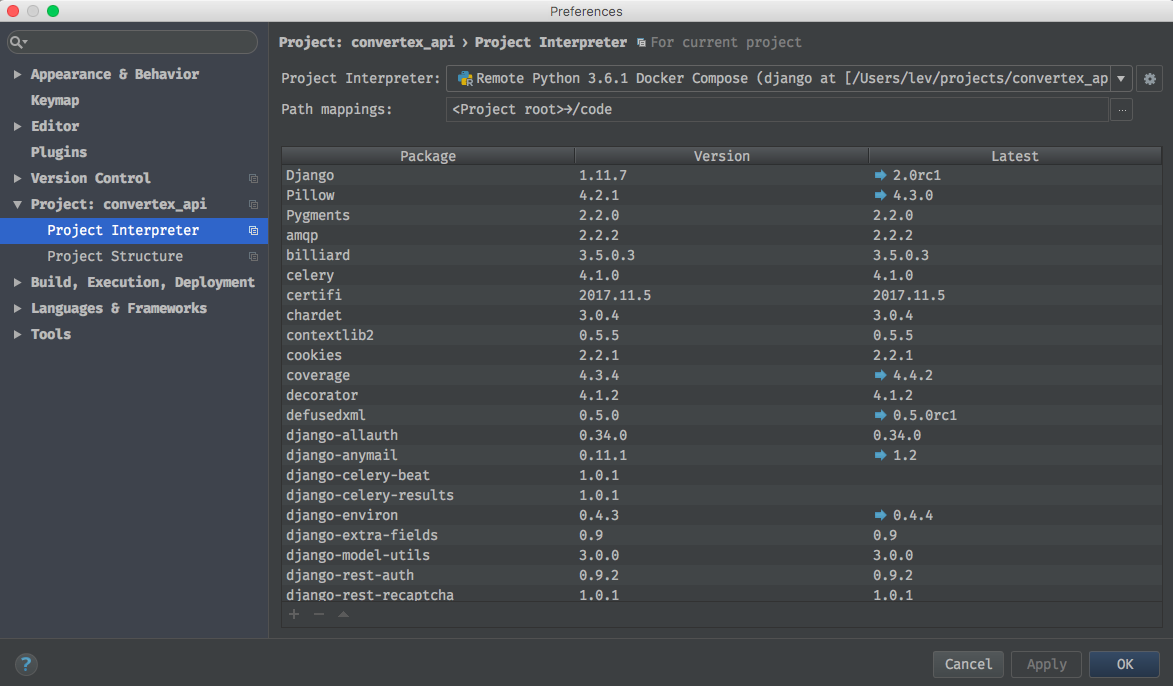 Preferences
Project: convertex_api › Project Interpreter For current project
Appearance & Behavior
Keymap
Editor
Plugins
Version Control
Project: convertex_api
Project Interpreter
Project Structure
Build, Execution, Deployment
Languages & Frameworks
Tools
Project Interpreter: Remote Python 3.6.1 Docker Compose (django at [/Users/lev/projects/convertex_ap
Path mappings: <Project root>→/code ...
Package Version Latest
Django 1.11.7 2.0rc1
Pillow 4.2.1 4.3.0
Pygments 2.2.0 2.2.0
amqp 2.2.2 2.2.2
billiard 3.5.0.3 3.5.0.3
celery 4.1.0 4.1.0
certifi 2017.11.5 2017.11.5
chardet 3.0.4 3.0.4
contextlib2 0.5.5 0.5.5
cookies 2.2.1 2.2.1
coverage 4.3.4 4.4.2
decorator 4.1.2 4.1.2
defusedxml 0.5.0 0.5.0rc1
django-allauth 0.34.0 0.34.0
django-anymail 0.11.1 1.2
django-celery-beat 1.0.1
django-celery-results 1.0.1
django-environ 0.4.3 0.4.4
django-extra-fields 0.9 0.9
django-model-utils 3.0.0 3.0.0
django-rest-auth 0.9.2 0.9.2
django-rest-recaptcha 1.0.1 1.0.1
? Cancel Apply OK